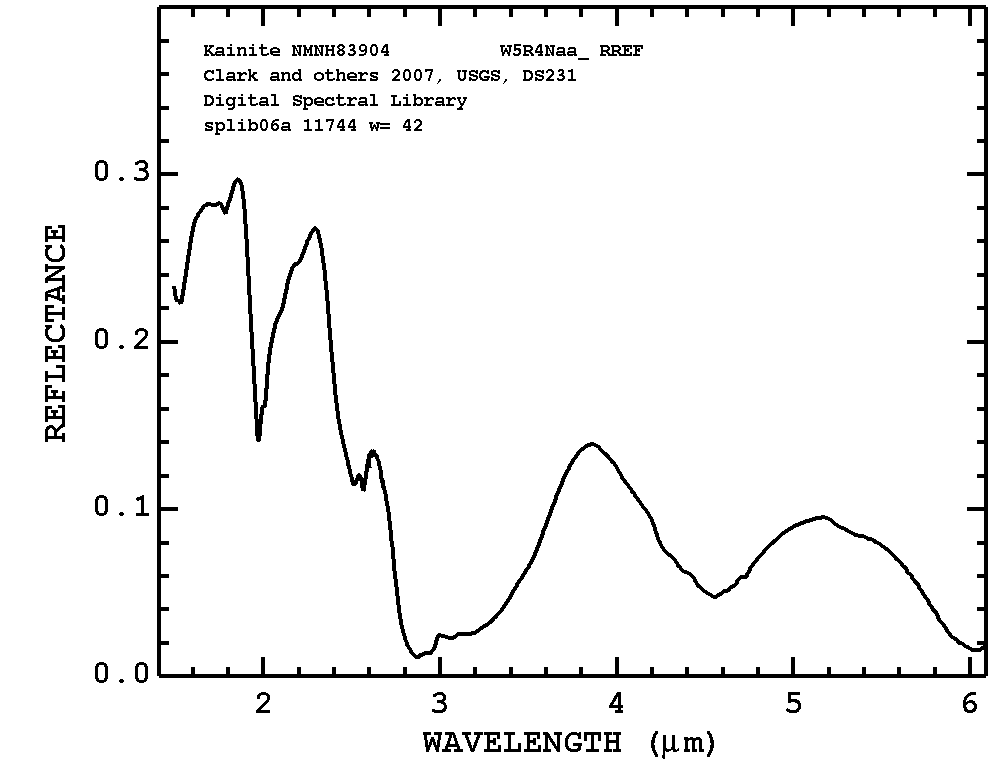 Kainite NMNH83904 W5R4Naa_ RREF
Clark and others 2007, USGS, DS231
Digital Spectral Library
splib06a 11744 w= 42
0.3
0.2
0.1
0.0
REFLECTANCE
2 3 4 5 6
WAVELENGTH (μm)